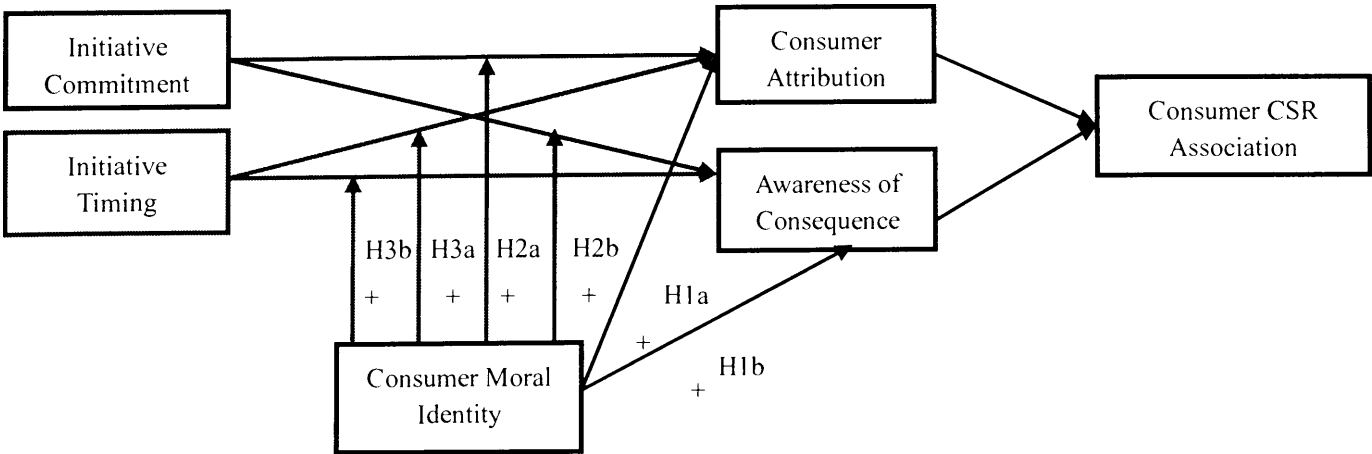 Initiative
Commitment
Consumer
Attribution
Consumer CSR
Association
Initiative
Timing
Awareness of
Consequence
H3b
H3a
H2a
H2b
+
+
+
+
H1a
+
H1b
+
Consumer Moral
Identity